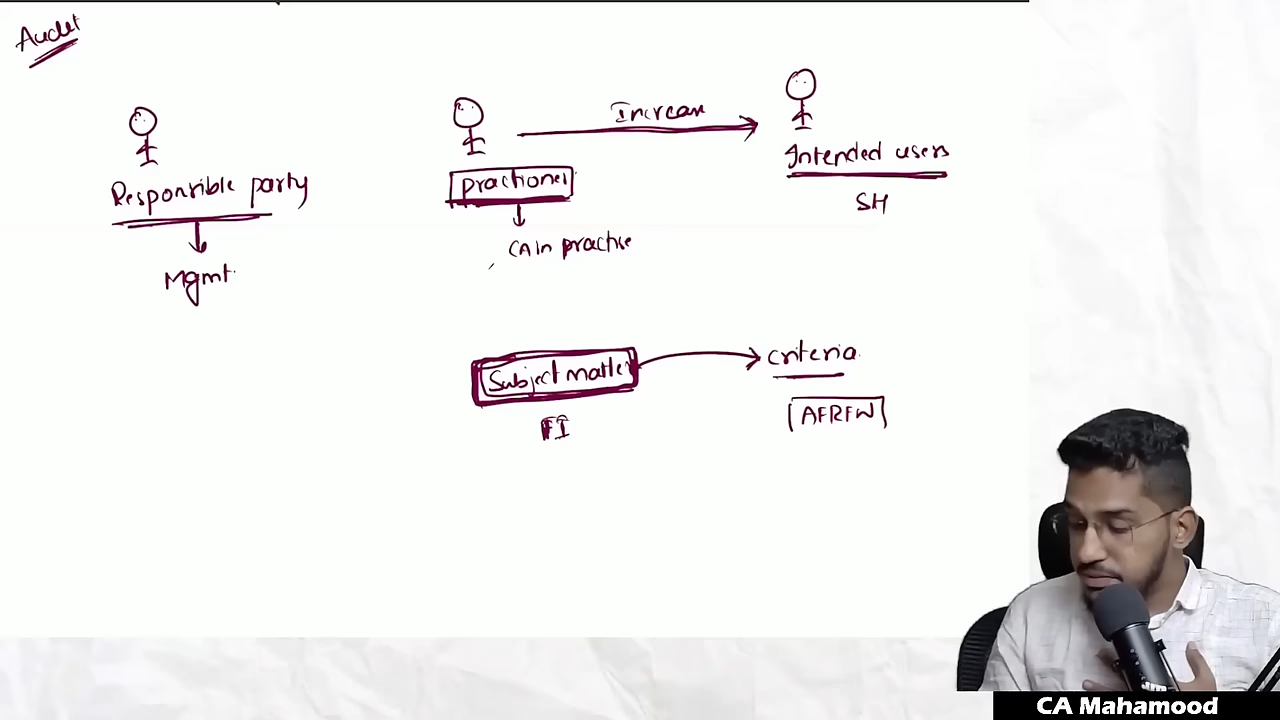 Audit
Increase
Responsible party
practioner
Intended users
SH
CA in practise
Mgmt.
Subject matter
criteria
FI
AFRFW
CA Mahamood